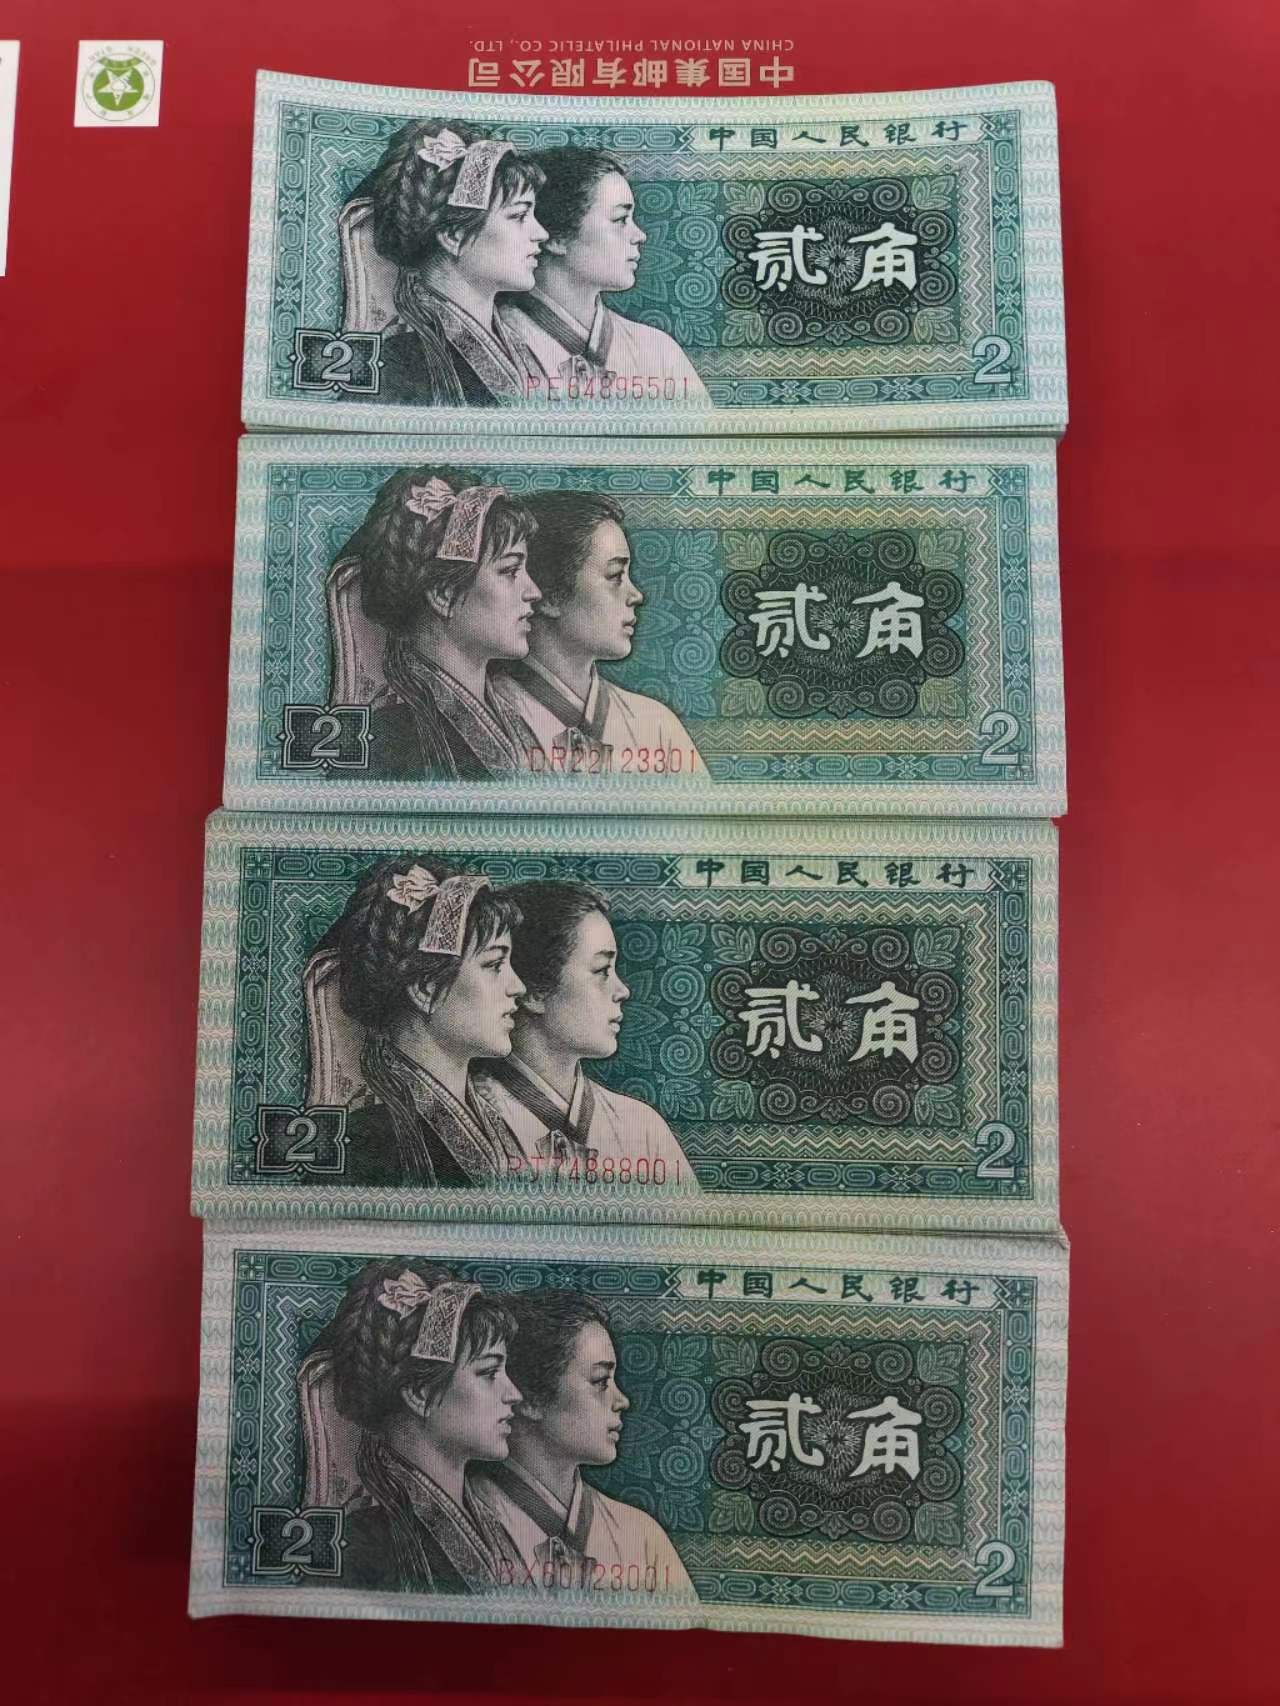 CHINA NATIONAL PHILATELIC CO., LTD.
中国集邮有限公司
中国人民银行
贰角
2
2
PE64895501
中国人民银行
贰角
2
2
DR22123301
中国人民银行
贰角
2
2
RJ74888001
中国人民银行
贰角
2
2
BX60123001